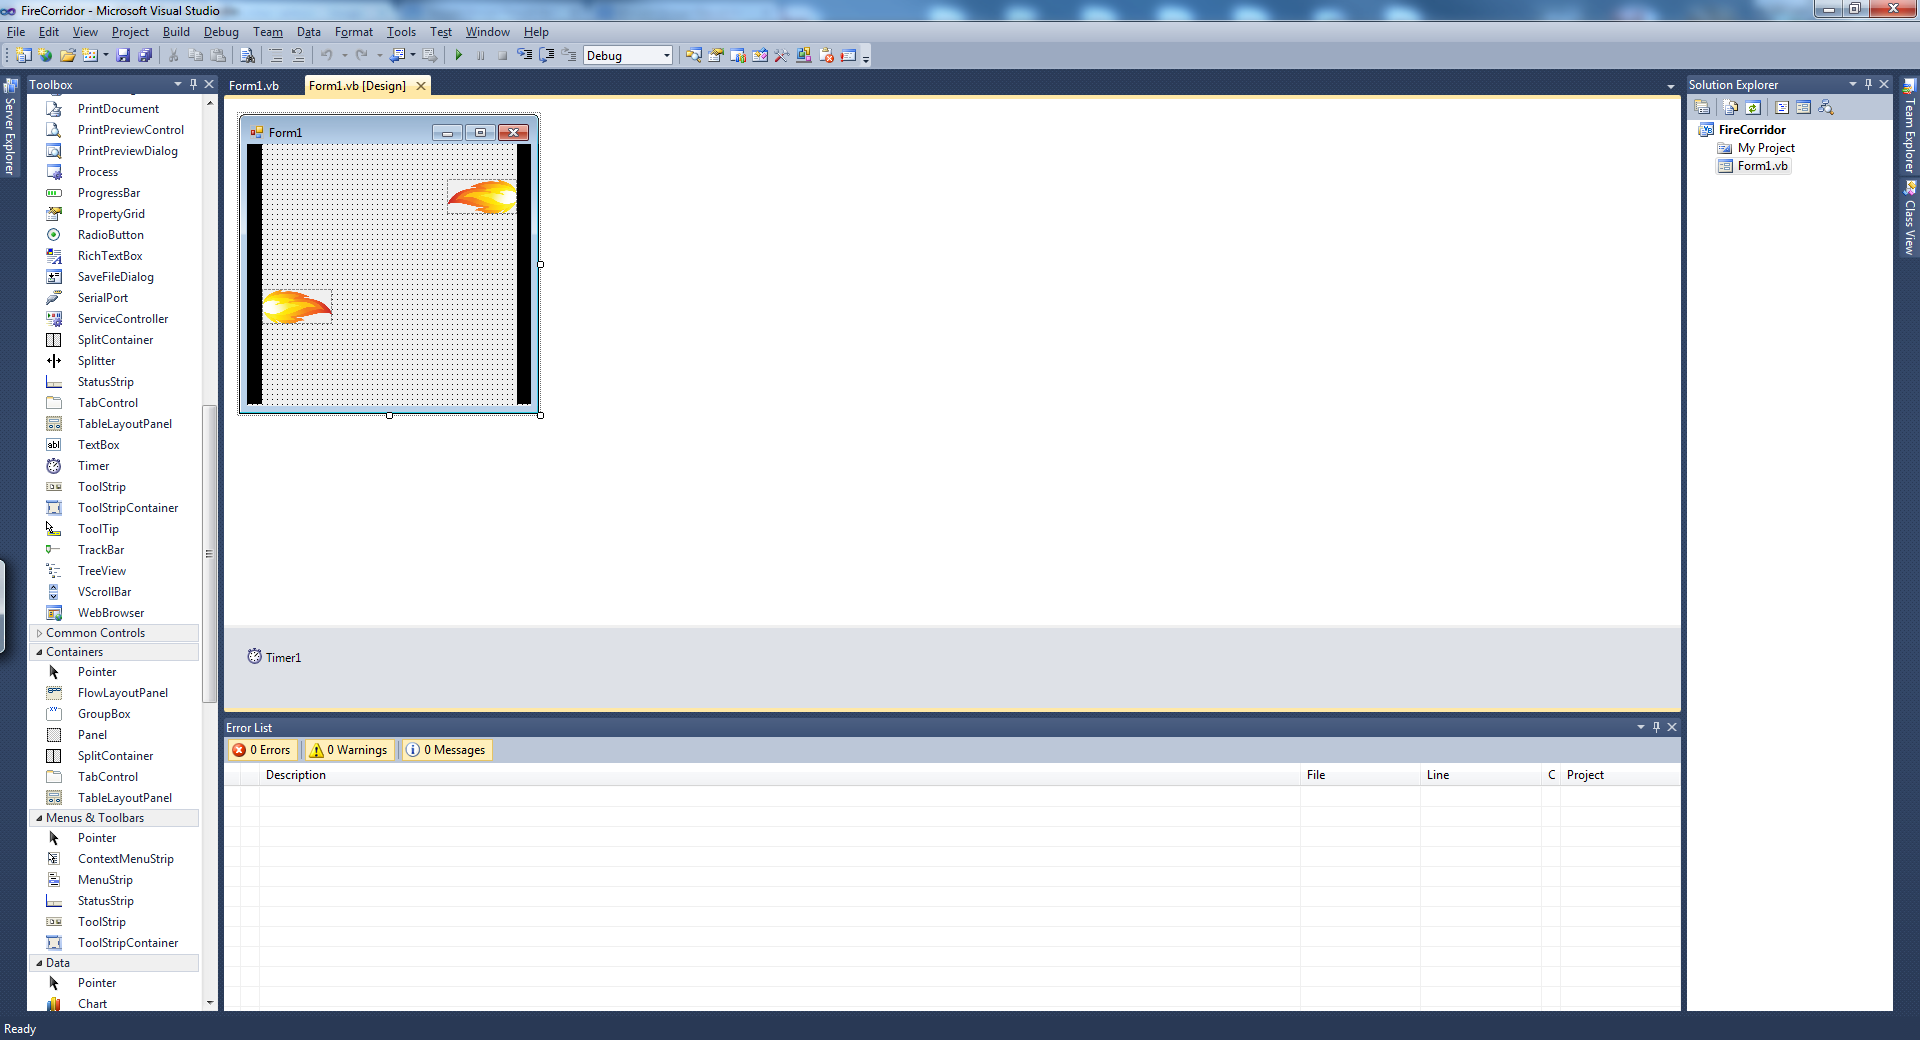 FireCorridor - Microsoft Visual Studio
File Edit View Project Build Debug Team Data Format Tools Test Window Help
Debug
Server Explorer
Toolbox
PrintDocument
PrintPreviewControl
PrintPreviewDialog
Process
ProgressBar
PropertyGrid
RadioButton
RichTextBox
SaveFileDialog
SerialPort
ServiceController
SplitContainer
Splitter
StatusStrip
TabControl
TableLayoutPanel
TextBox
Timer
ToolStrip
ToolStripContainer
ToolTip
TrackBar
TreeView
VScrollBar
WebBrowser
Common Controls
Containers
Pointer
FlowLayoutPanel
GroupBox
Panel
SplitContainer
TabControl
TableLayoutPanel
Menus & Toolbars
Pointer
ContextMenuStrip
MenuStrip
StatusStrip
ToolStrip
ToolStripContainer
Data
Pointer
Chart
Form1.vb
Form1.vb [Design]
Form1
Timer1
Error List
0 Errors
0 Warnings
0 Messages
Description File Line C Project
Solution Explorer
FireCorridor
My Project
Form1.vb
Team Explorer
Class View
Ready